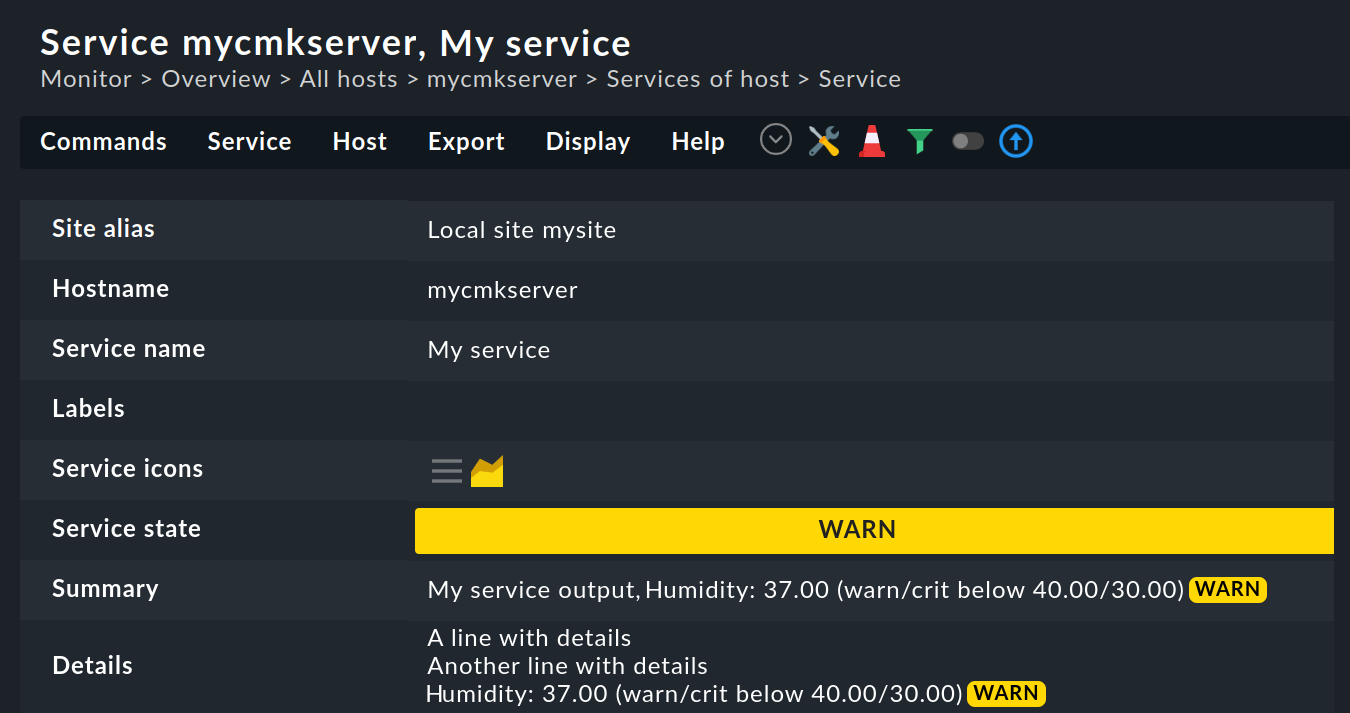 Service mycmkserver, My service
Monitor > Overview > All hosts > mycmkserver > Services of host > Service
Commands Service Host Export Display Help
Site alias Local site mysite
Hostname mycmkserver
Service name My service
Labels
Service icons
Service state WARN
Summary My service output, Humidity: 37.00 (warn/crit below 40.00/30.00) WARN
A line with details
Details Another line with details
Humidity: 37.00 (warn/crit below 40.00/30.00) WARN